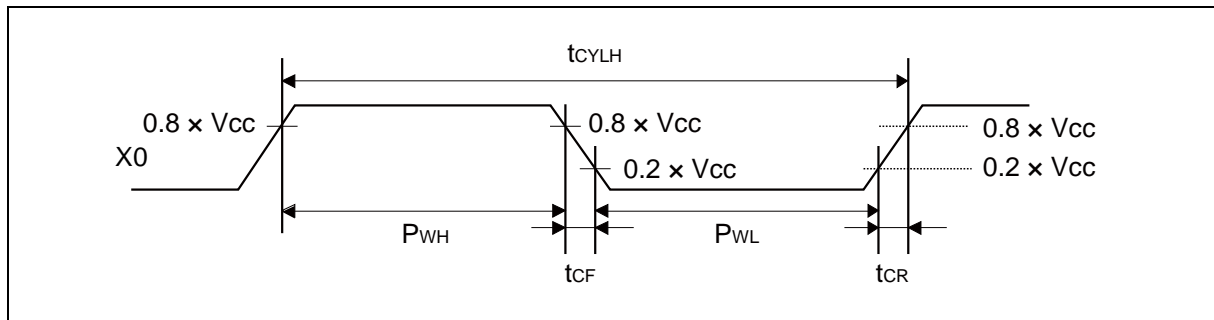 tCYLH
0.8 × Vcc
0.8 × Vcc
0.8 × Vcc
X0
0.2 × Vcc
0.2 × Vcc
PWH
PWL
tCF
tCR